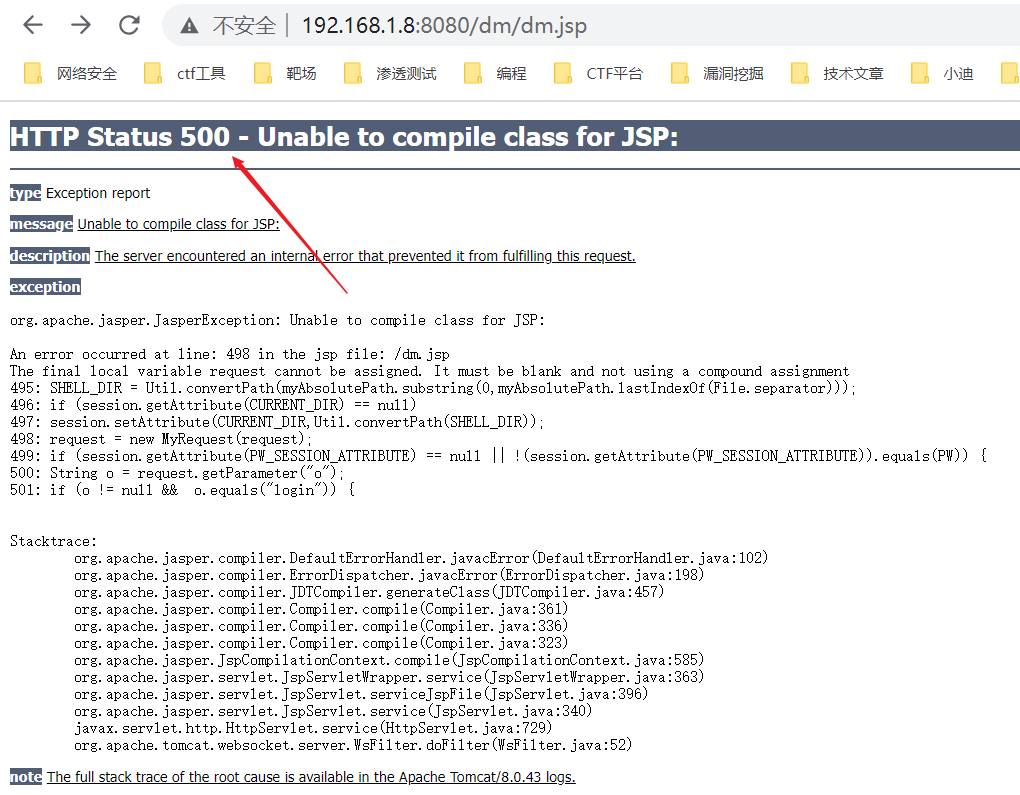 不安全 192.168.1.8:8080/dm/dm.jsp
网络安全 ctf工具 靶场 渗透测试 编程 CTF平台 漏洞挖掘 技术文章 小迪
HTTP Status 500 - Unable to compile class for JSP:
type Exception report
message Unable to compile class for JSP:
description The server encountered an internal error that prevented it from fulfilling this request.
exception
org.apache.jasper.JasperException: Unable to compile class for JSP:
An error occurred at line: 498 in the jsp file: /dm.jsp
The final local variable request cannot be assigned. It must be blank and not using a compound assignment
495: SHELL_DIR = Util.convertPath(myAbsolutePath.substring(0,myAbsolutePath.lastIndexOf(File.separator)));
496: if (session.getAttribute(CURRENT_DIR) == null)
497: session.setAttribute(CURRENT_DIR,Util.convertPath(SHELL_DIR));
498: request = new MyRequest(request);
499: if (session.getAttribute(PW_SESSION_ATTRIBUTE) == null || !(session.getAttribute(PW_SESSION_ATTRIBUTE)).equals(PW)) {
500: String o = request.getParameter("o");
501: if (o != null &&  o.equals("login")) {
Stacktrace:
org.apache.jasper.compiler.DefaultErrorHandler.javacError(DefaultErrorHandler.java:102)
org.apache.jasper.compiler.ErrorDispatcher.javacError(ErrorDispatcher.java:198)
org.apache.jasper.compiler.JDTCompiler.generateClass(JDTCompiler.java:457)
org.apache.jasper.compiler.Compiler.compile(Compiler.java:361)
org.apache.jasper.compiler.Compiler.compile(Compiler.java:336)
org.apache.jasper.compiler.Compiler.compile(Compiler.java:323)
org.apache.jasper.JspCompilationContext.compile(JspCompilationContext.java:585)
org.apache.jasper.servlet.JspServletWrapper.service(JspServletWrapper.java:363)
org.apache.jasper.servlet.JspServlet.serviceJspFile(JspServlet.java:396)
org.apache.jasper.servlet.JspServlet.service(JspServlet.java:340)
javax.servlet.http.HttpServlet.service(HttpServlet.java:729)
org.apache.tomcat.websocket.server.WsFilter.doFilter(WsFilter.java:52)
note The full stack trace of the root cause is available in the Apache Tomcat/8.0.43 logs.